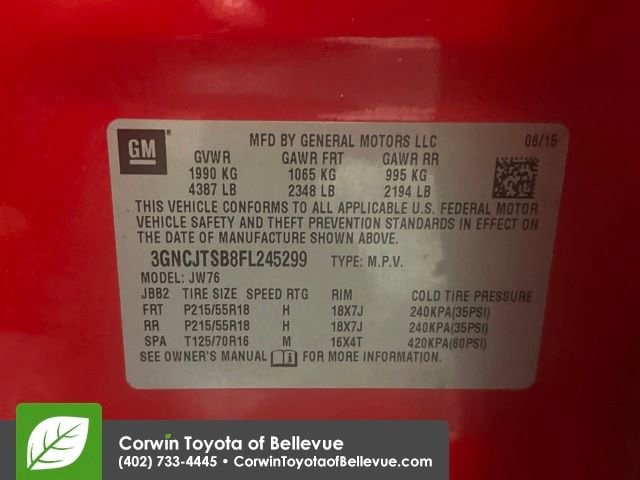 GM
MFD BY GENERAL MOTORS LLC 06/15
GVWR GAWR FRT GAWR RR
1990 KG 1065 KG 995 KG
4387 LB 2348 LB 2194 LB
THIS VEHICLE CONFORMS TO ALL APPLICABLE U.S. FEDERAL MOTOR
VEHICLE SAFETY AND THEFT PREVENTION STANDARDS IN EFFECT ON
THE DATE OF MANUFACTURE SHOWN ABOVE.
3GNCJTSB8FL245299 TYPE: M.P.V.
MODEL: JW76
JBB2 TIRE SIZE SPEED RTG RIM COLD TIRE PRESSURE
FRT P215/55R18 H 18X7J 240KPA(35PSI)
RR P215/55R18 H 18X7J 240KPA(35PSI)
SPA T125/70R16 M 16X4T 420KPA(60PSI)
SEE OWNER'S MANUAL FOR MORE INFORMATION.
Corwin Toyota of Bellevue
(402) 733-4445 • CorwinToyotaofBellevue.com